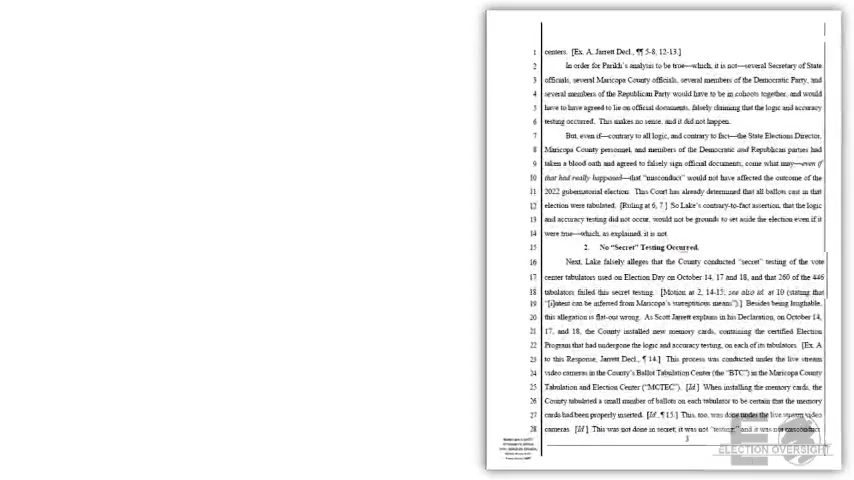 1 centers. [Ex. A, Jarrett Decl., ¶¶ 5-8, 12-13.]
2 In order for Parikh's analysis to be true—which, it is not—several Secretary of State
3 officials, several Maricopa County officials, several members of the Democratic Party, and
4 several members of the Republican Party would have to be in cohoots together, and would
5 have to have agreed to lie on official documents, falsely claiming that the logic and accuracy
6 testing occurred. This makes no sense, and it did not happen.
7 But, even if—contrary to all logic, and contrary to fact—the State Elections Director,
8 Maricopa County personnel, and members of the Democratic and Republican parties had
9 taken a blood oath and agreed to falsely sign official documents, come what may—even if
10 that had really happened—that "misconduct" would not have affected the outcome of the
11 2022 gubernatorial election. This Court has already determined that all ballots cast in that
12 election were tabulated. [Ruling at 6, 7.] So Lake's contrary-to-fact assertion, that the logic
13 and accuracy testing did not occur, would not be grounds to set aside the election even if it
14 were true—which, as explained, it is not.
15 2. No "Secret" Testing Occurred.
16 Next, Lake falsely alleges that the County conducted "secret" testing of the vote
17 center tabulators used on Election Day on October 14, 17 and 18, and that 260 of the 446
18 tabulators failed this secret testing. [Motion at 2, 14-15; see also id. at 10 (stating that
19 "[i]ntent can be inferred from Maricopa's surreptitious means").] Besides being laughable,
20 this allegation is flat-out wrong. As Scott Jarrett explains in his Declaration, on October 14,
21 17, and 18, the County installed new memory cards, containing the certified Election
22 Program that had undergone the logic and accuracy testing, on each of its tabulators. [Ex. A
23 to this Response, Jarrett Decl., ¶ 14.] This process was conducted under the live stream
24 video cameras in the County's Ballot Tabulation Center (the "BTC") in the Maricopa County
25 Tabulation and Election Center ("MCTEC"). [Id.] When installing the memory cards, the
26 County tabulated a small number of ballots on each tabulator to be certain that the memory
27 cards had been properly inserted. [Id., ¶ 15.] This, too, was done under the live stream video
28 cameras. [Id.] This was not done in secret, it was not "testing," and it was not misconduct
3
ELECTION OVERSIGHT